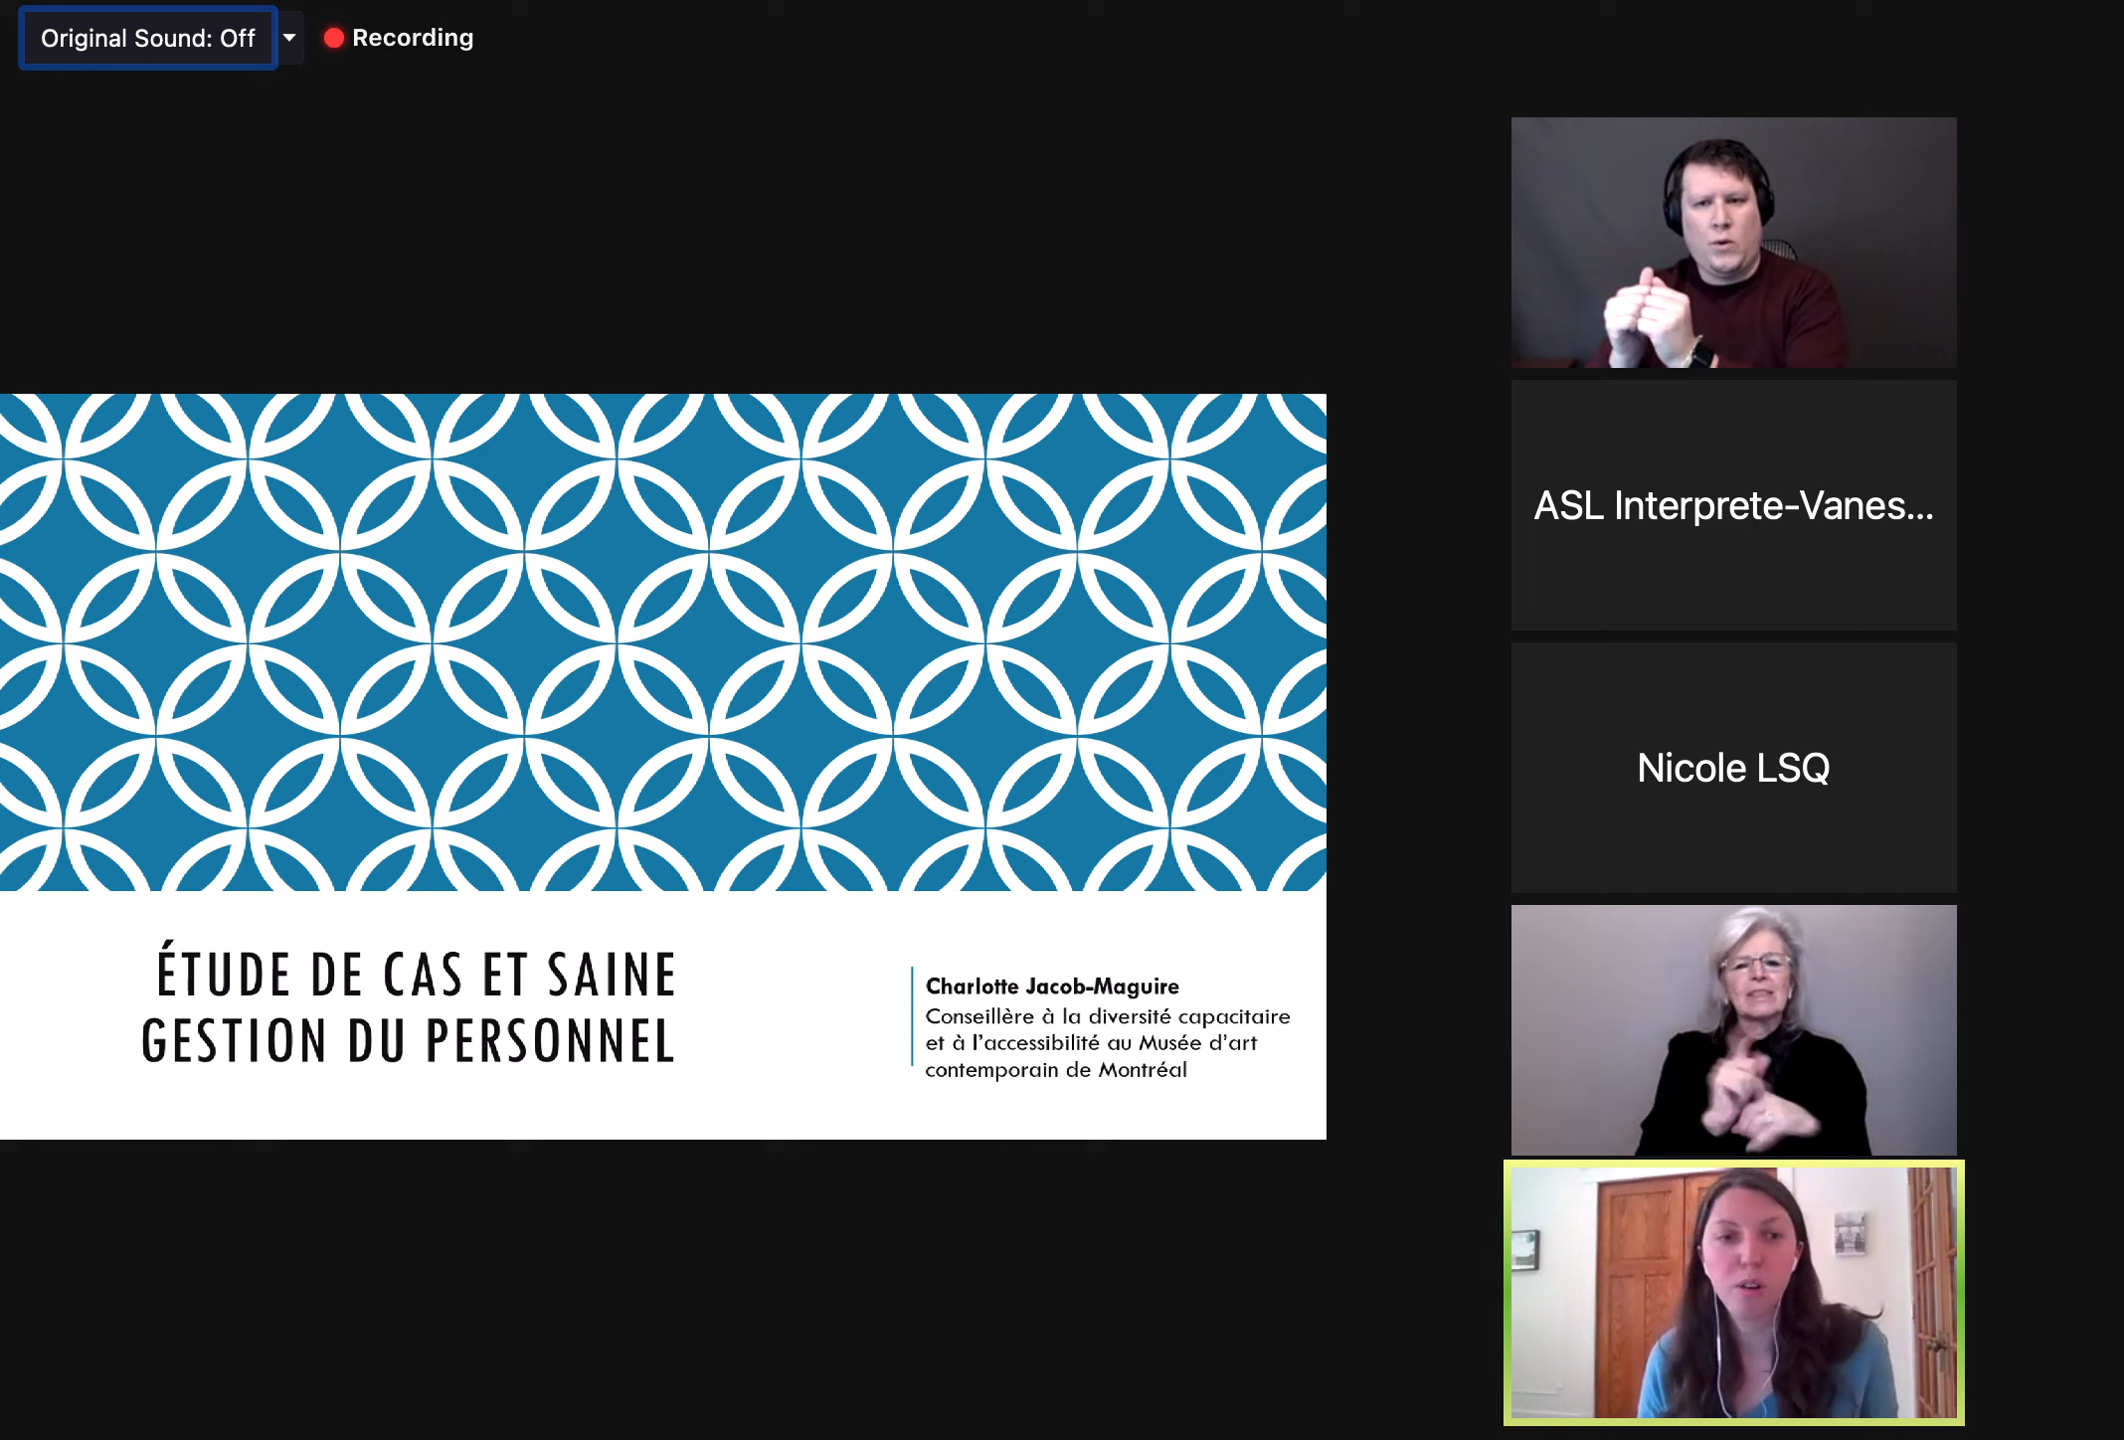 Original Sound: Off
Recording
ASL Interprete-Vanes...
Nicole LSQ
ÉTUDE DE CAS ET SAINE
GESTION DU PERSONNEL
Charlotte Jacob-Maguire
Conseillère à la diversité capacitaire
et à l'accessibilité au Musée d'art
contemporain de Montréal